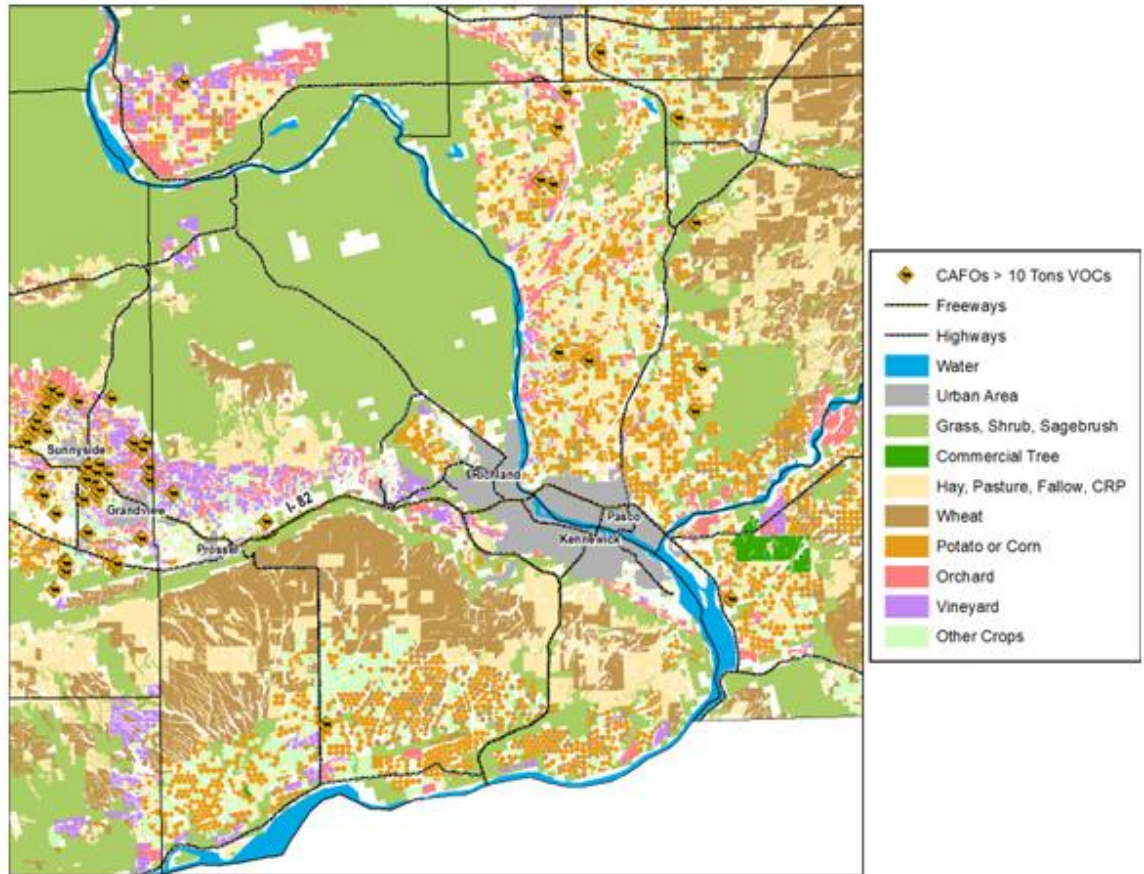 Sunnyside
Grandview
Prosser
I- 82
Richland
Pasco
Kennewick
CAFOs > 10 Tons VOCs
Freeways
Highways
Water
Urban Area
Grass, Shrub, Sagebrush
Commercial Tree
Hay, Pasture, Fallow, CRP
Wheat
Potato or Corn
Orchard
Vineyard
Other Crops